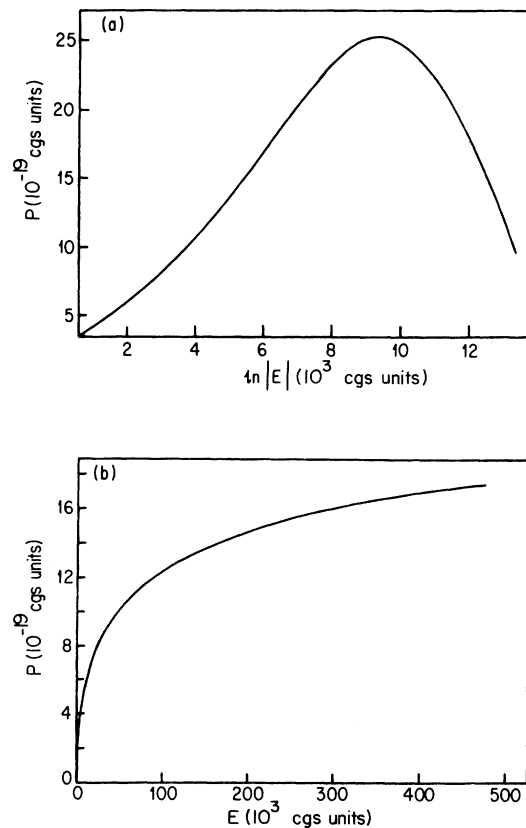 (a)
25
20
15
10
5
P (10^-19 cgs units)
2 4 6 8 10 12
ln |E| (10^3 cgs units)
(b)
16
12
8
4
0
P (10^-19 cgs units)
0 100 200 300 400 500
E (10^3 cgs units)